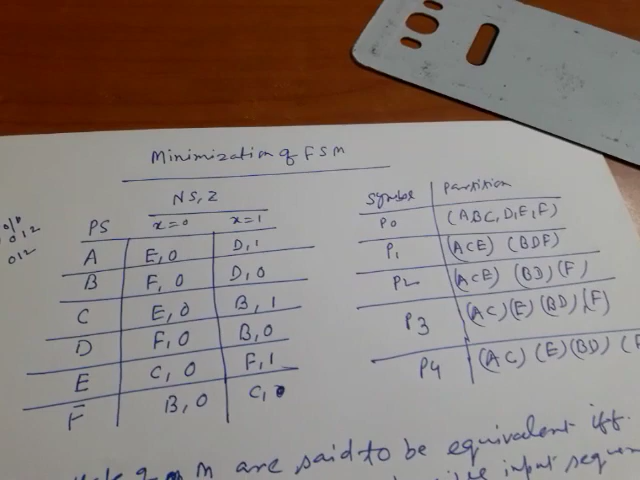 Minimization of FSM
NS, Z
PS x=0 x=1
A E, 0 D, 1
B F, 0 D, 0
C E, 0 B, 1
D F, 0 B, 0
E C, 0 F, 1
F B, 0 C, 0
Symbol Partition
P0 (ABC, D, E, F)
P1 (ACE) (BDF)
P2 (ACE) (BD) (F)
P3 (AC) (E) (BD) (F)
P4 (AC) (E) (BD) (F
M are said to be equivalent iff.
input sequen